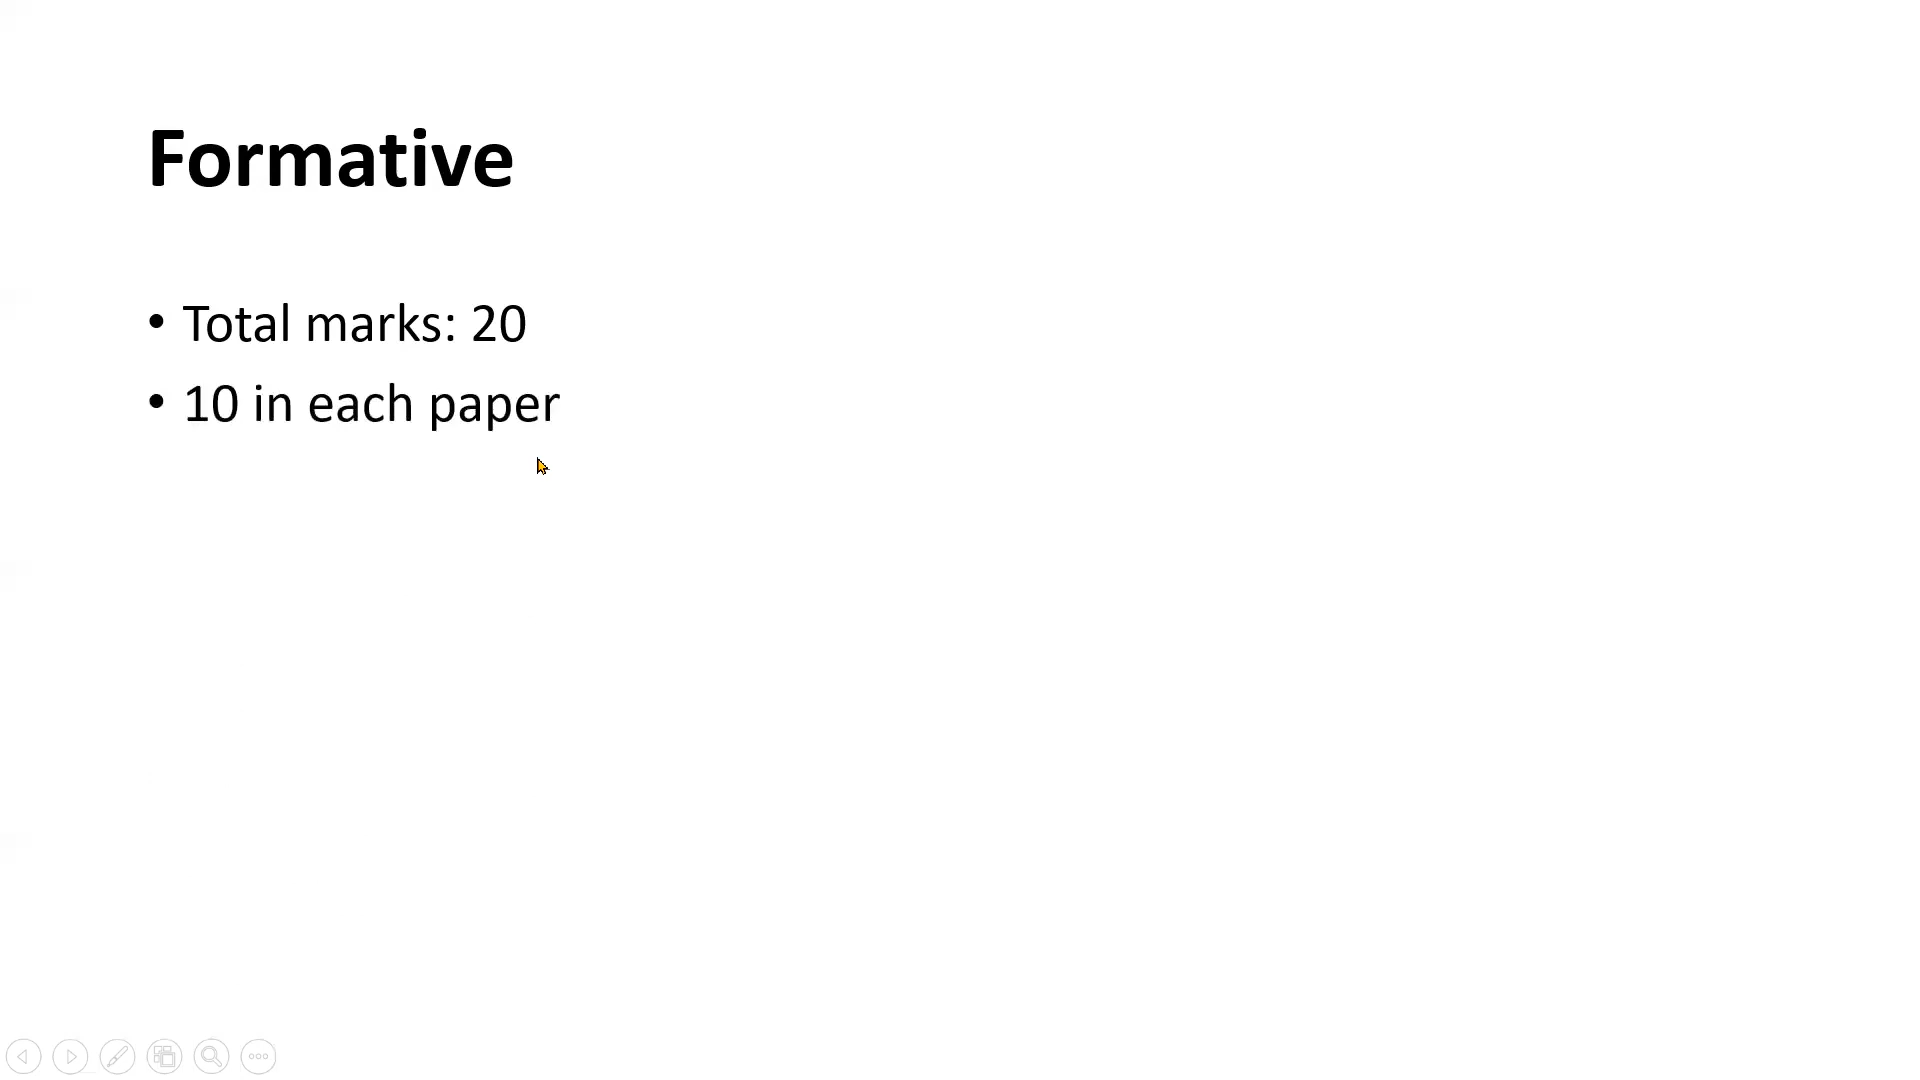 Formative
• Total marks: 20
• 10 in each paper